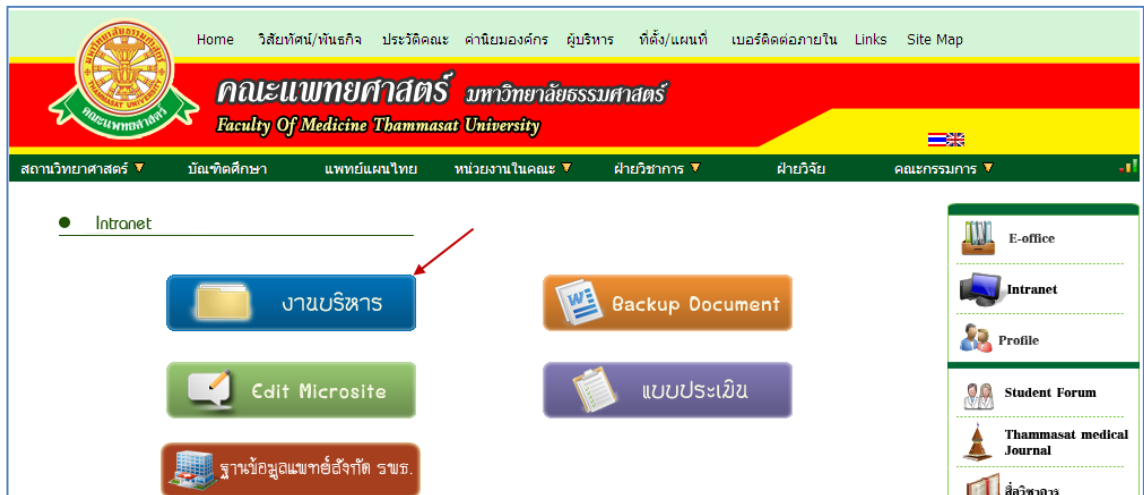 Home วิสัยทัศน์/พันธกิจ ประวัติคณะ ค่านิยมองค์กร ผู้บริหาร ที่ตั้ง/แผนที่ เบอร์ติดต่อภายใน Links Site Map
คณะแพทยศาสตร์ มหาวิทยาลัยธรรมศาสตร์
Faculty Of Medicine Thammasat University
สถานวิทยาศาสตร์ บัณฑิตศึกษา แพทย์แผนไทย หน่วยงานในคณะ ฝ่ายวิชาการ ฝ่ายวิจัย คณะกรรมการ
Intranet
งานบริหาร
Backup Document
Edit Microsite
แบบประเมิน
ฐานข้อมูลแพทย์สังกัด รพธ.
E-office
Intranet
Profile
Student Forum
Thammasat medical
Journal
สื่อวิชาการ